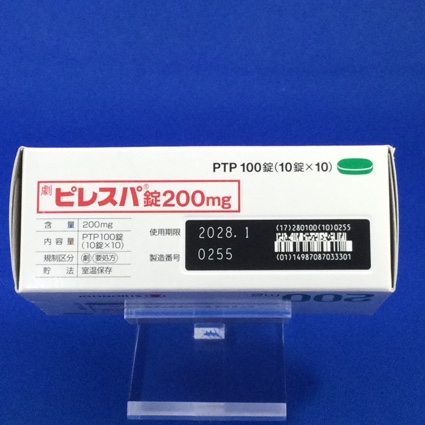 PTP 100錠(10錠×10)
劇 ピレスパ®錠200mg
含量 200mg
内容量 PTP100錠
(10錠×10)
規制区分 劇 要処方
貯法 室温保存
使用期限 2028.1
製造番号 0255
(17)280100(10)0255
(01)14987087033301
200mg